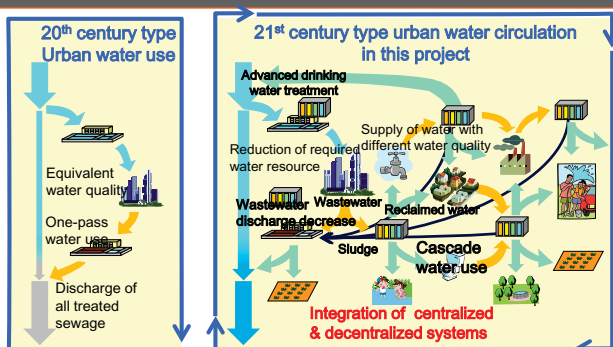 20th century type
Urban water use
Equivalent
water quality
One-pass
water use
Discharge of
all treated
sewage
21st century type urban water circulation
in this project
Advanced drinking
water treatment
Reduction of required
water resource
Supply of water with
different water quality
Wastewater
Wastewater
discharge decrease
Reclaimed water
Sludge
Cascade
water use
Integration of centralized
& decentralized systems